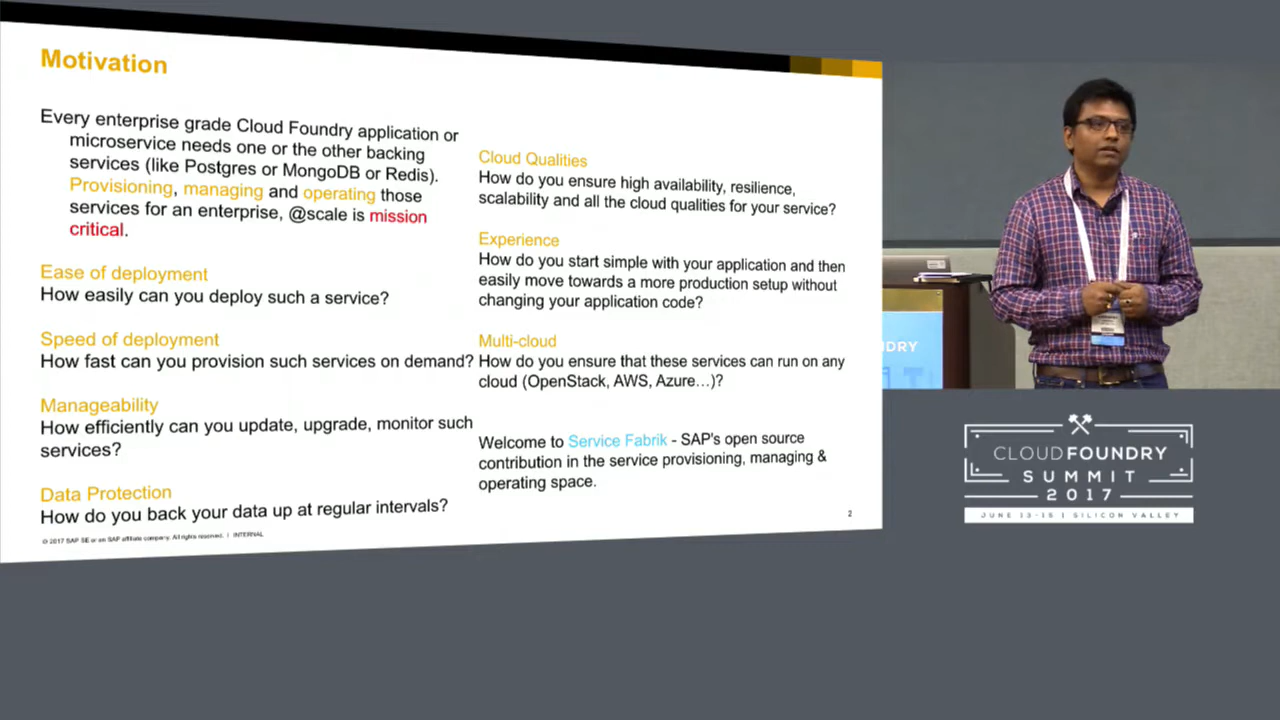 Motivation
Every enterprise grade Cloud Foundry application or
microservice needs one or the other backing
services (like Postgres or MongoDB or Redis).
Provisioning, managing and operating those
services for an enterprise, @scale is mission
critical.
Ease of deployment
How easily can you deploy such a service?
Speed of deployment
How fast can you provision such services on demand?
Manageability
How efficiently can you update, upgrade, monitor such
services?
Data Protection
How do you back your data up at regular intervals?
© 2017 SAP SE or an SAP affiliate company. All rights reserved. | INTERNAL
Cloud Qualities
How do you ensure high availability, resilience,
scalability and all the cloud qualities for your service?
Experience
How do you start simple with your application and then
easily move towards a more production setup without
changing your application code?
Multi-cloud
How do you ensure that these services can run on any
cloud (OpenStack, AWS, Azure…)?
Welcome to Service Fabrik - SAP's open source
contribution in the service provisioning, managing &
operating space.
2
NDRY
CLOUDFOUNDRY
SUMMIT
2017
JUNE 13-15 | SILICON VALLEY